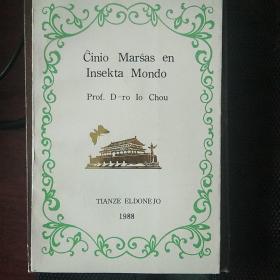 Ĉinio Marŝas en
Insekta Mondo
Prof. D-ro Io Chou
TIANZE ELDONEJO
1988